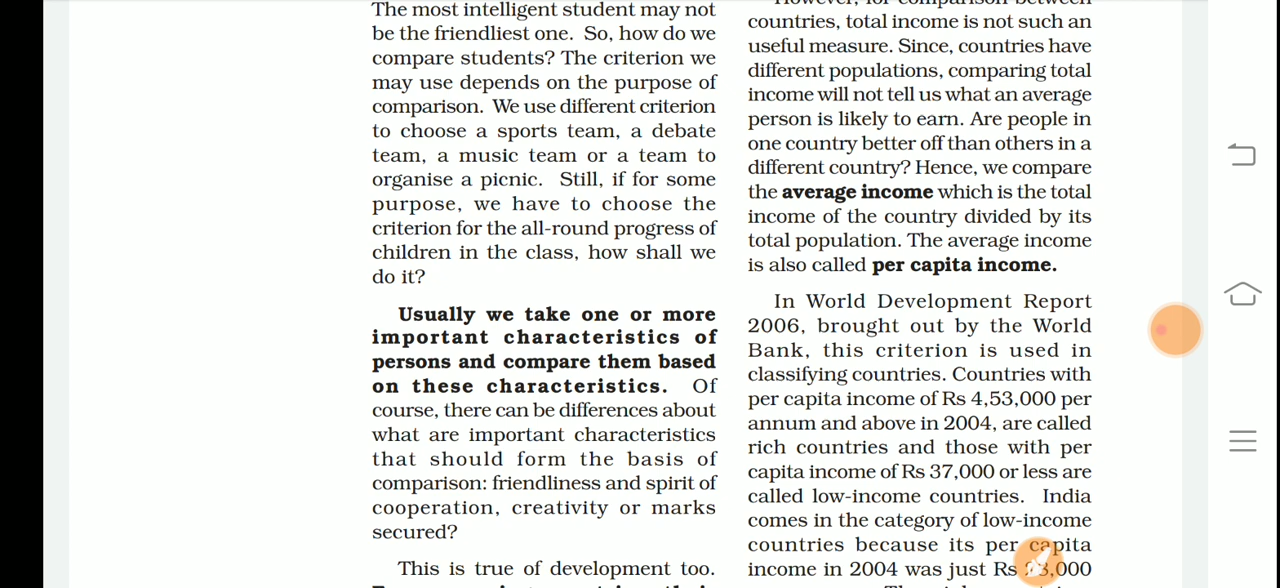 The most intelligent student may not
be the friendliest one. So, how do we
compare students? The criterion we
may use depends on the purpose of
comparison. We use different criterion
to choose a sports team, a debate
team, a music team or a team to
organise a picnic. Still, if for some
purpose, we have to choose the
criterion for the all-round progress of
children in the class, how shall we
do it?
Usually we take one or more
important characteristics of
persons and compare them based
on these characteristics. Of
course, there can be differences about
what are important characteristics
that should form the basis of
comparison: friendliness and spirit of
cooperation, creativity or marks
secured?
This is true of development too.
However, for comparison between
countries, total income is not such an
useful measure. Since, countries have
different populations, comparing total
income will not tell us what an average
person is likely to earn. Are people in
one country better off than others in a
different country? Hence, we compare
the average income which is the total
income of the country divided by its
total population. The average income
is also called per capita income.
In World Development Report
2006, brought out by the World
Bank, this criterion is used in
classifying countries. Countries with
per capita income of Rs 4,53,000 per
annum and above in 2004, are called
rich countries and those with per
capita income of Rs 37,000 or less are
called low-income countries. India
comes in the category of low-income
countries because its per capita
income in 2004 was just Rs